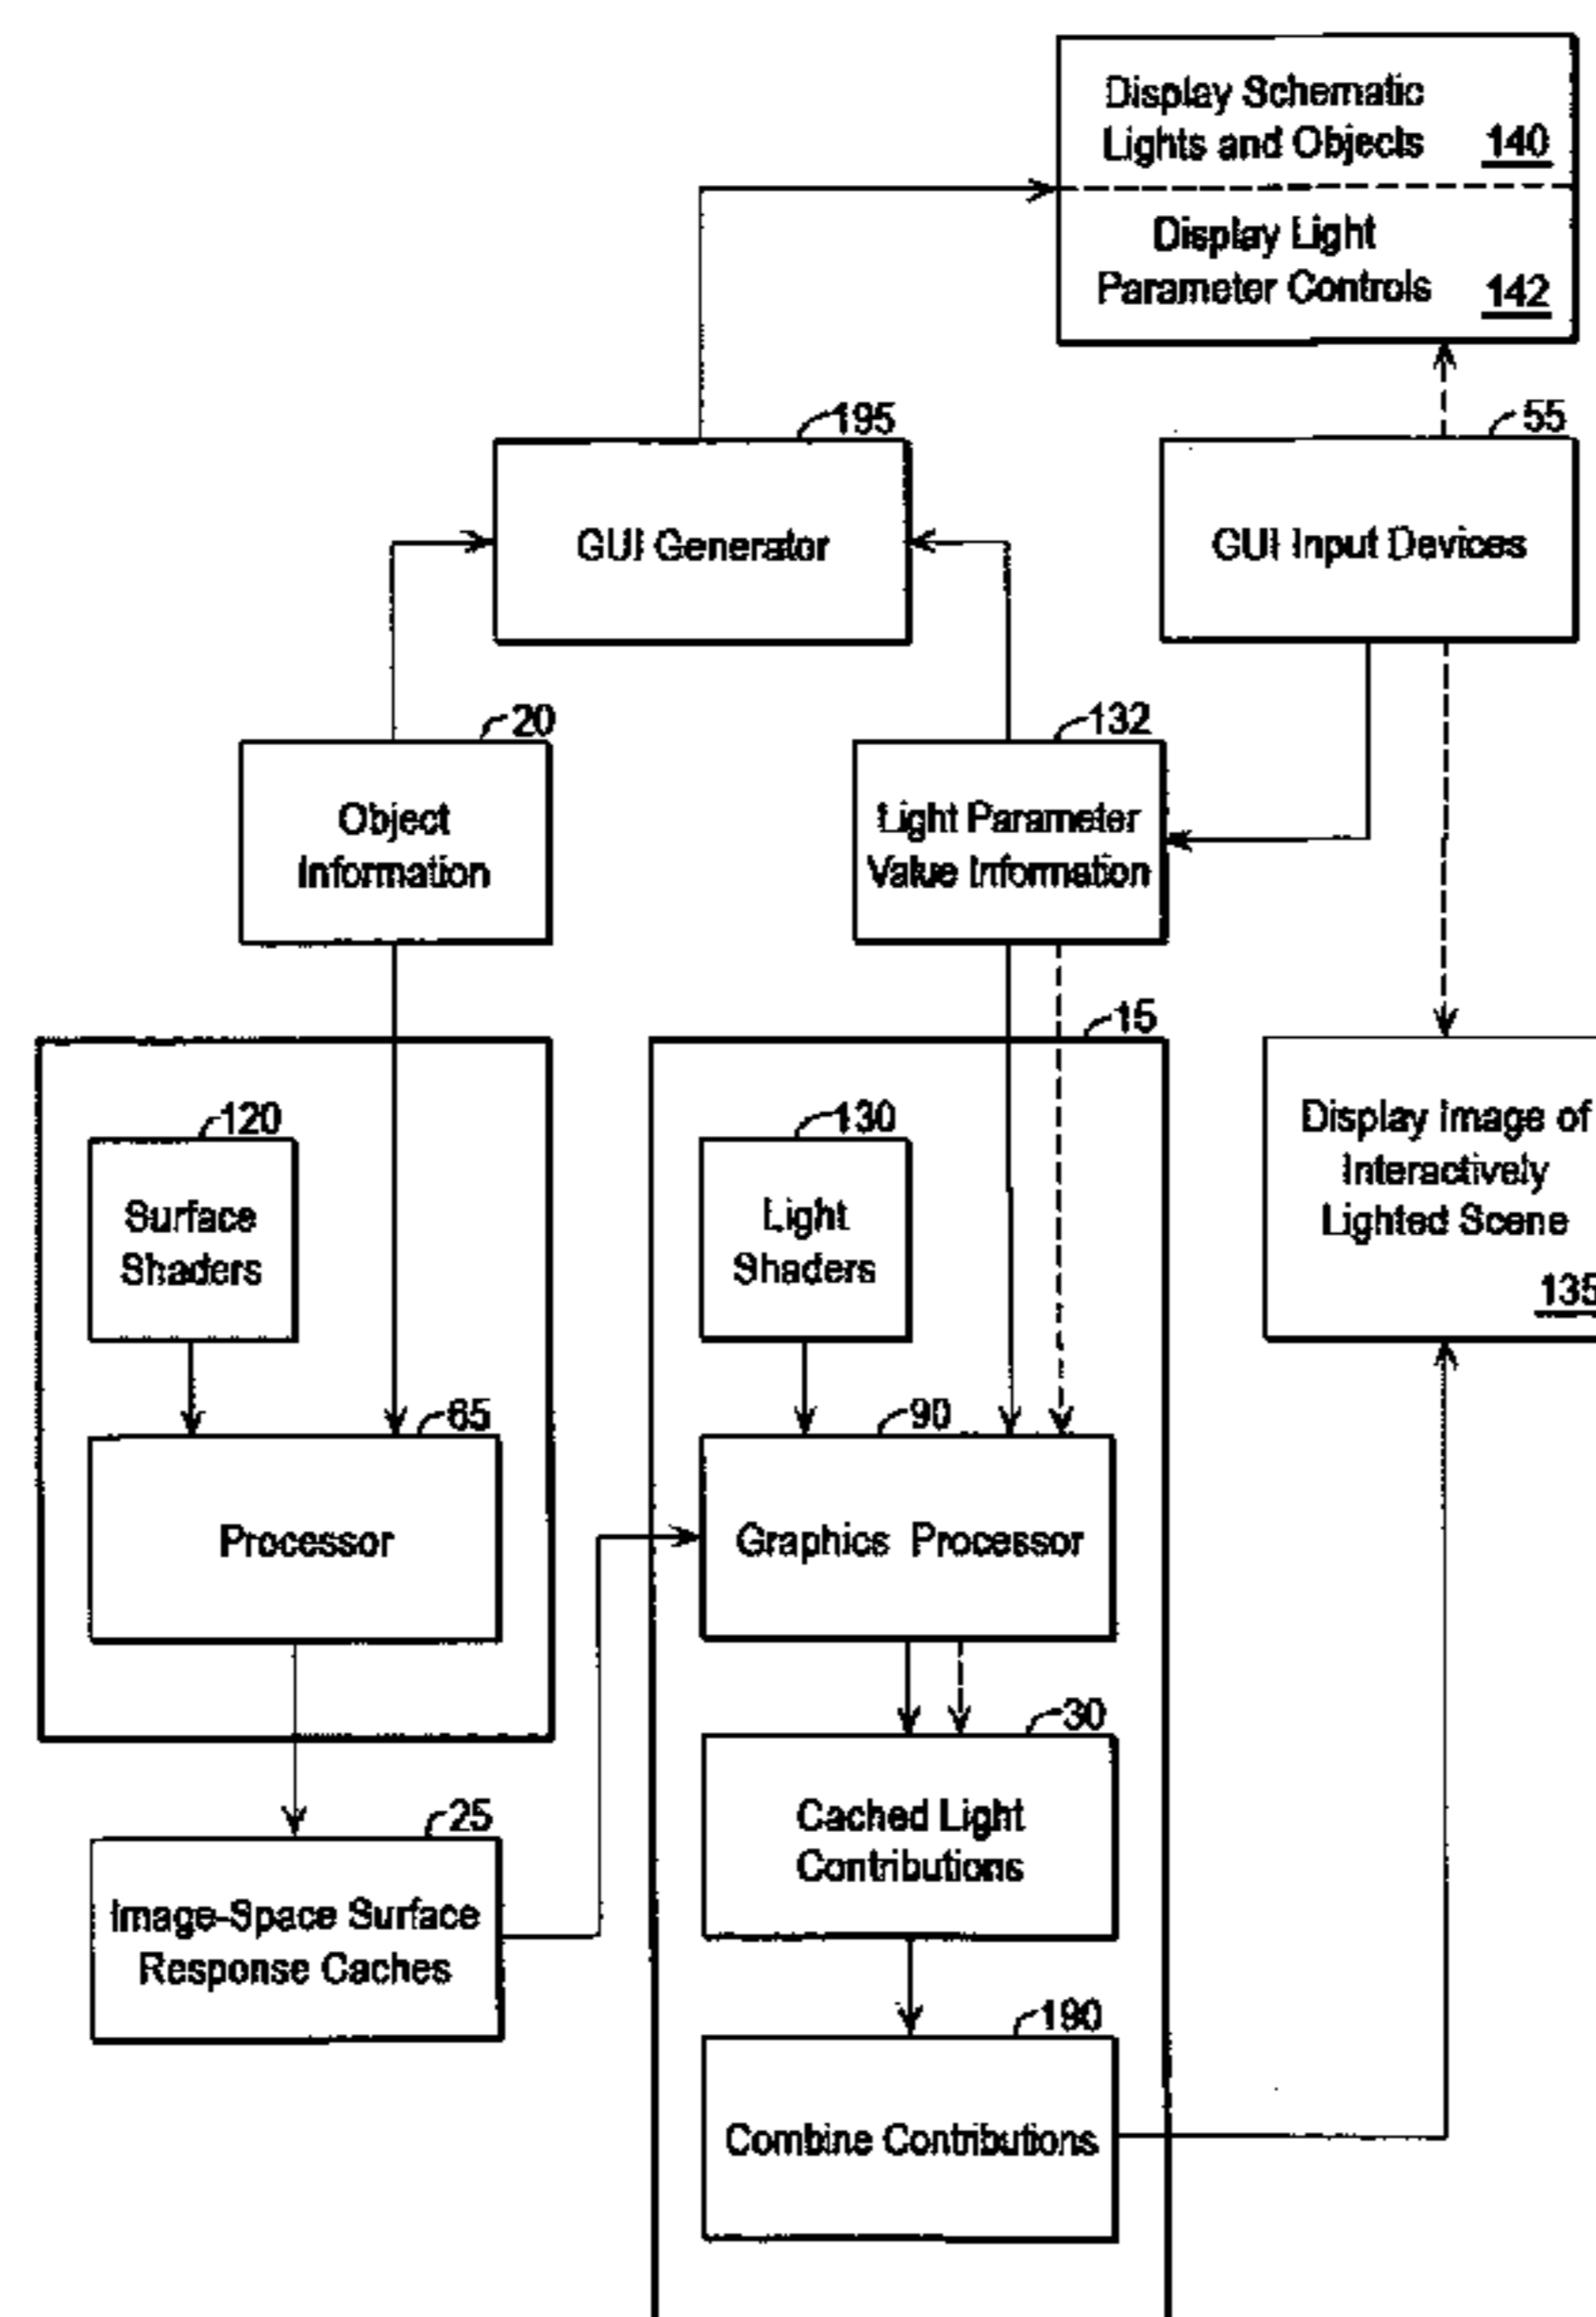 Display Schematic
Lights and Objects 140
Display Light
Parameter Controls 142
195
GUI Generator
55
GUI Input Devices
20
Object
Information
132
Light Parameter
Value Information
15
120
Surface
Shaders
130
Light
Shaders
Display Image of
Interactively
Lighted Scene
135
65
Processor
90
Graphics Processor
30
Cached Light
Contributions
25
Image-Space Surface
Response Caches
190
Combine Contributions